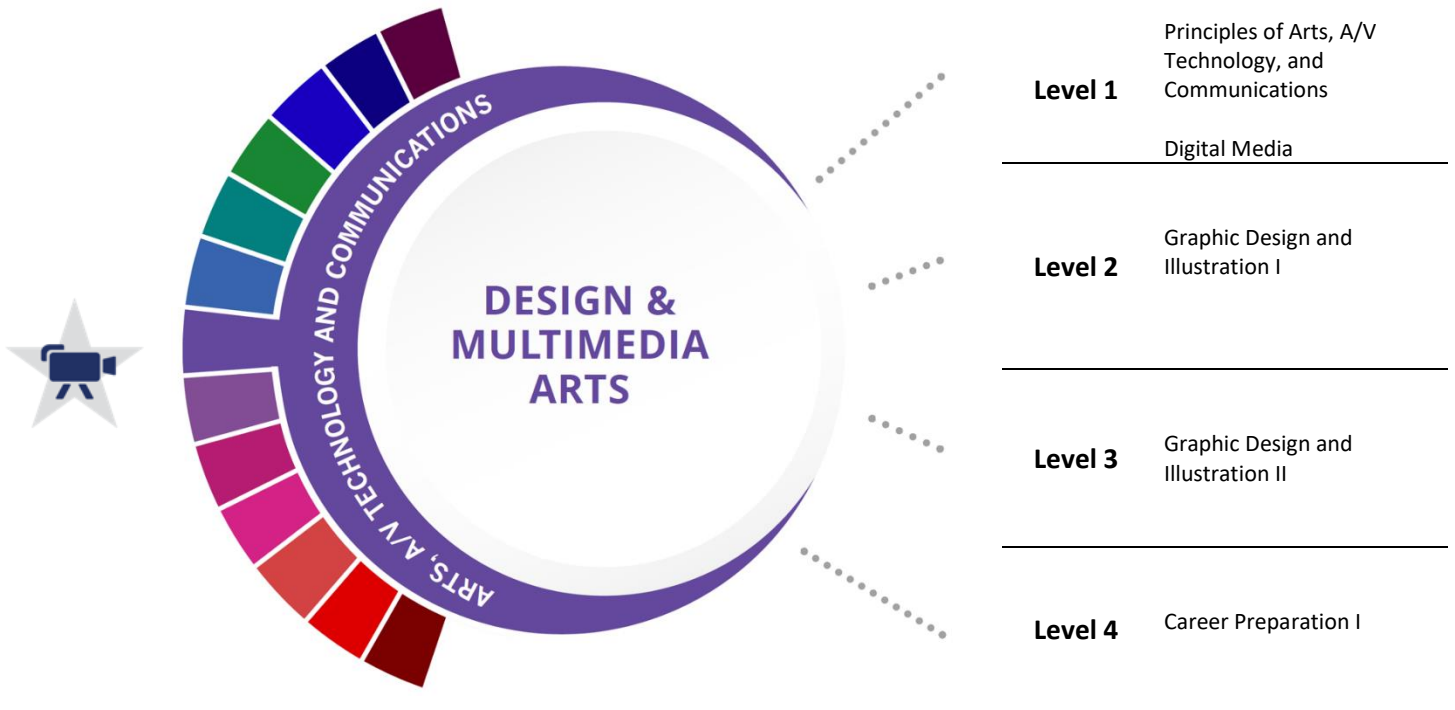 ARTS, A/V TECHNOLOGY AND COMMUNICATIONS
DESIGN &
MULTIMEDIA
ARTS
Level 1
Principles of Arts, A/V
Technology, and
Communications
Digital Media
Level 2
Graphic Design and
Illustration I
Level 3
Graphic Design and
Illustration II
Level 4
Career Preparation I